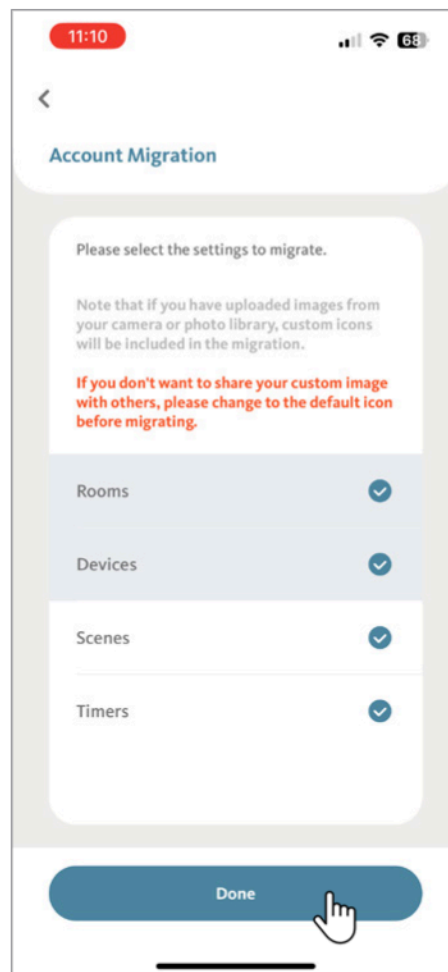 11:10
68
Account Migration
Please select the settings to migrate.
Note that if you have uploaded images from
your camera or photo library, custom icons
will be included in the migration.
If you don't want to share your custom image
with others, please change to the default icon
before migrating.
Rooms
Devices
Scenes
Timers
Done